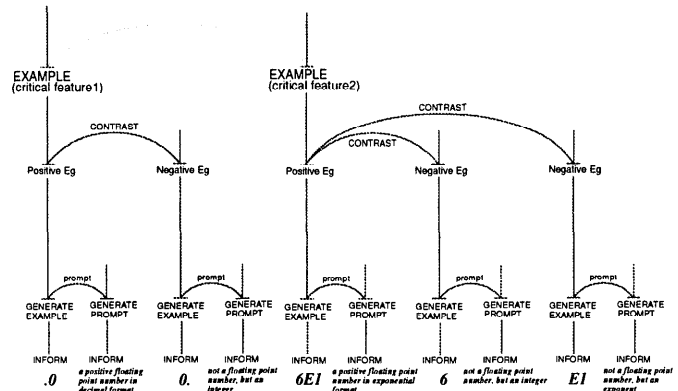 EXAMPLE
(critical feature1)
EXAMPLE
(critical feature2)
CONTRAST
CONTRAST
CONTRAST
Positive Eg
Negative Eg
Positive Eg
Negative Eg
Negative Eg
prompt
prompt
prompt
prompt
prompt
GENERATE
EXAMPLE
GENERATE
PROMPT
GENERATE
EXAMPLE
GENERATE
PROMPT
GENERATE
EXAMPLE
GENERATE
PROMPT
GENERATE
EXAMPLE
GENERATE
PROMPT
GENERATE
EXAMPLE
GENERATE
PROMPT
INFORM
INFORM
INFORM
INFORM
INFORM
INFORM
INFORM
INFORM
INFORM
INFORM
.0
a positive floating
point number in
decimal format
0.
not a floating point
number, but an
integer
6E1
a positive floating point
number in exponential
format
6
not a floating point
number, but an integer
E1
not a floating point
number, but an
exponent